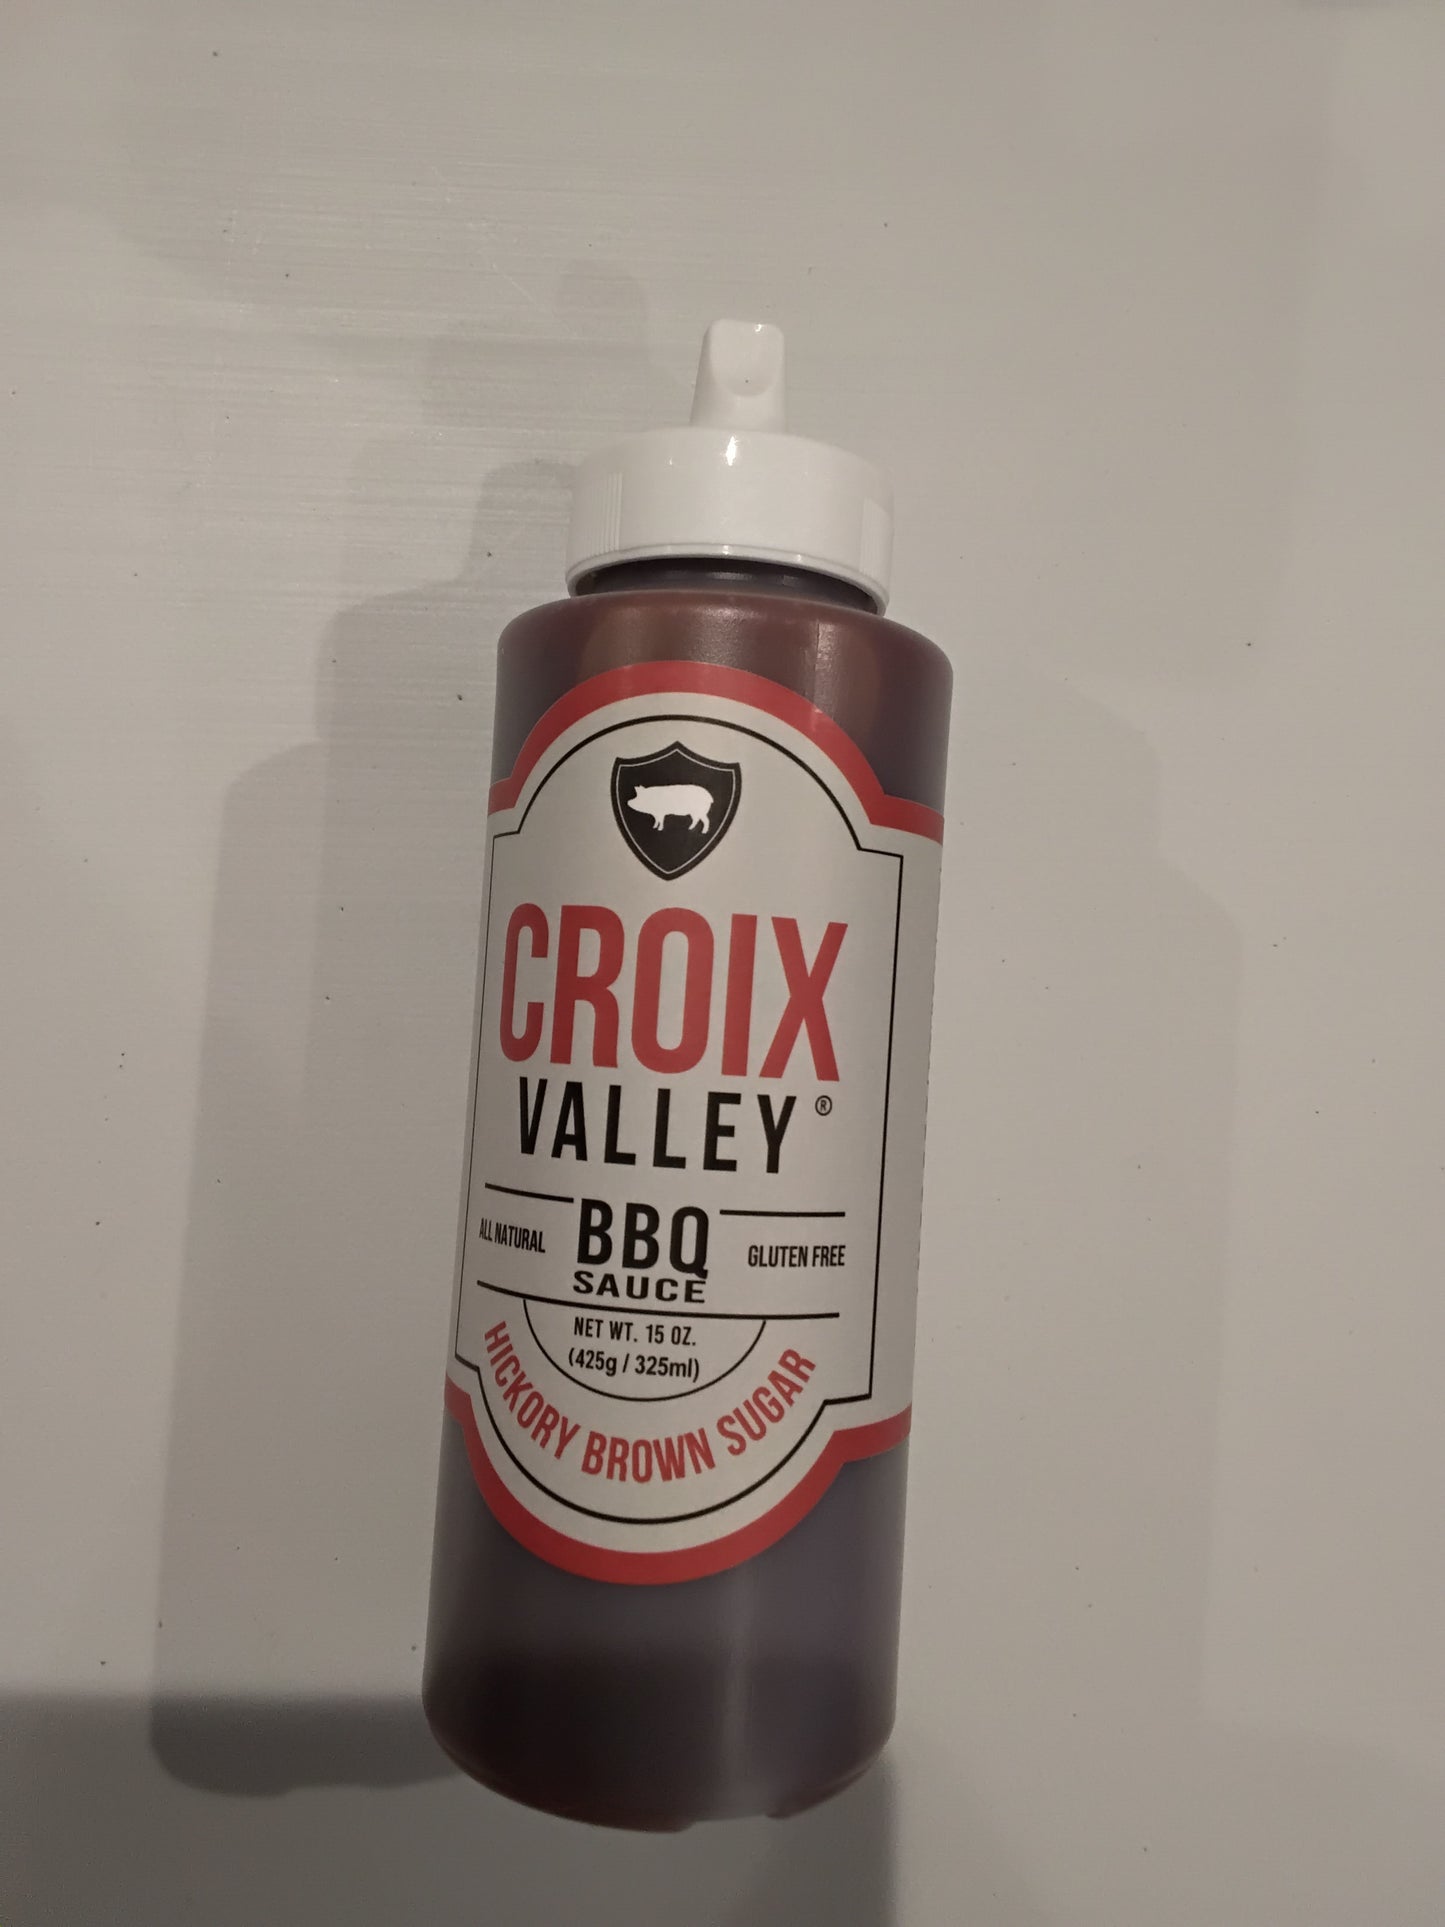 CROIX
VALLEY®
ALL NATURAL
BBQ
SAUCE
GLUTEN FREE
NET WT. 15 OZ.
(425g / 325ml)
HICKORY BROWN SUGAR